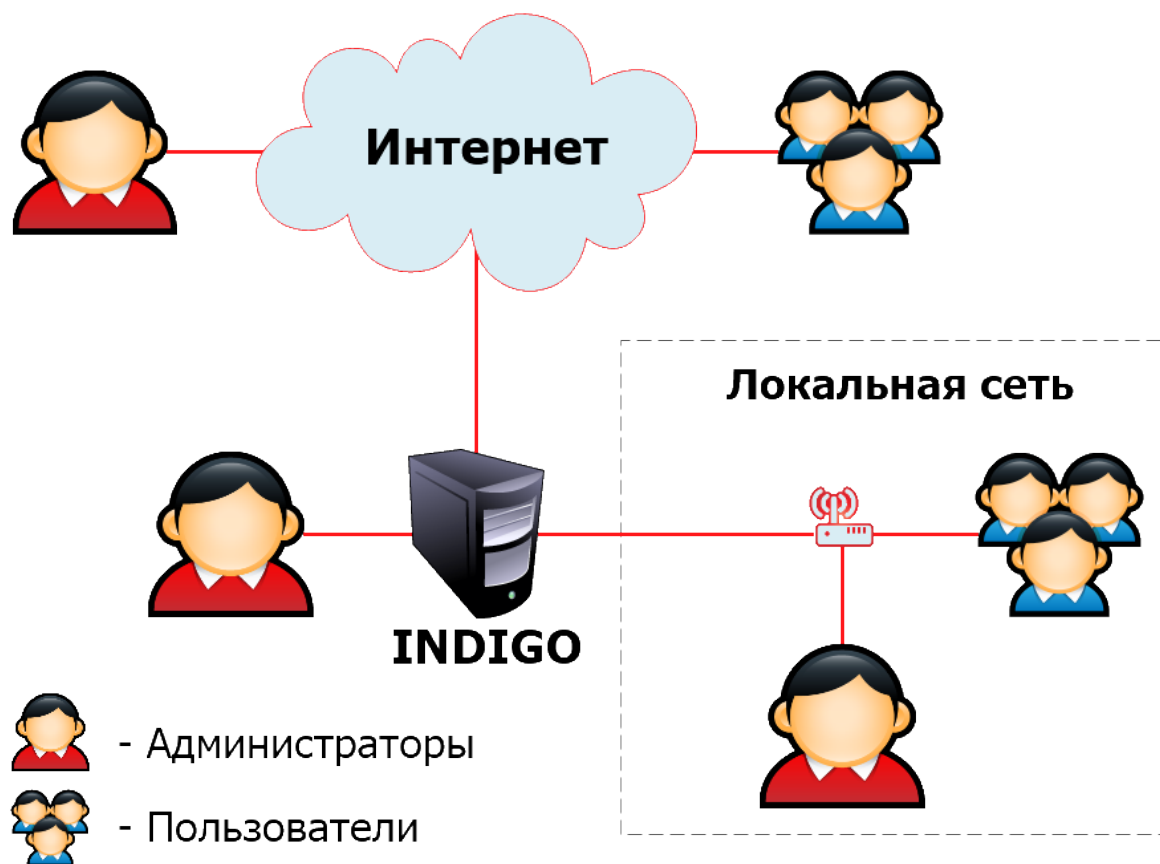 Интернет
Локальная сеть
INDIGO
- Администраторы
- Пользователи